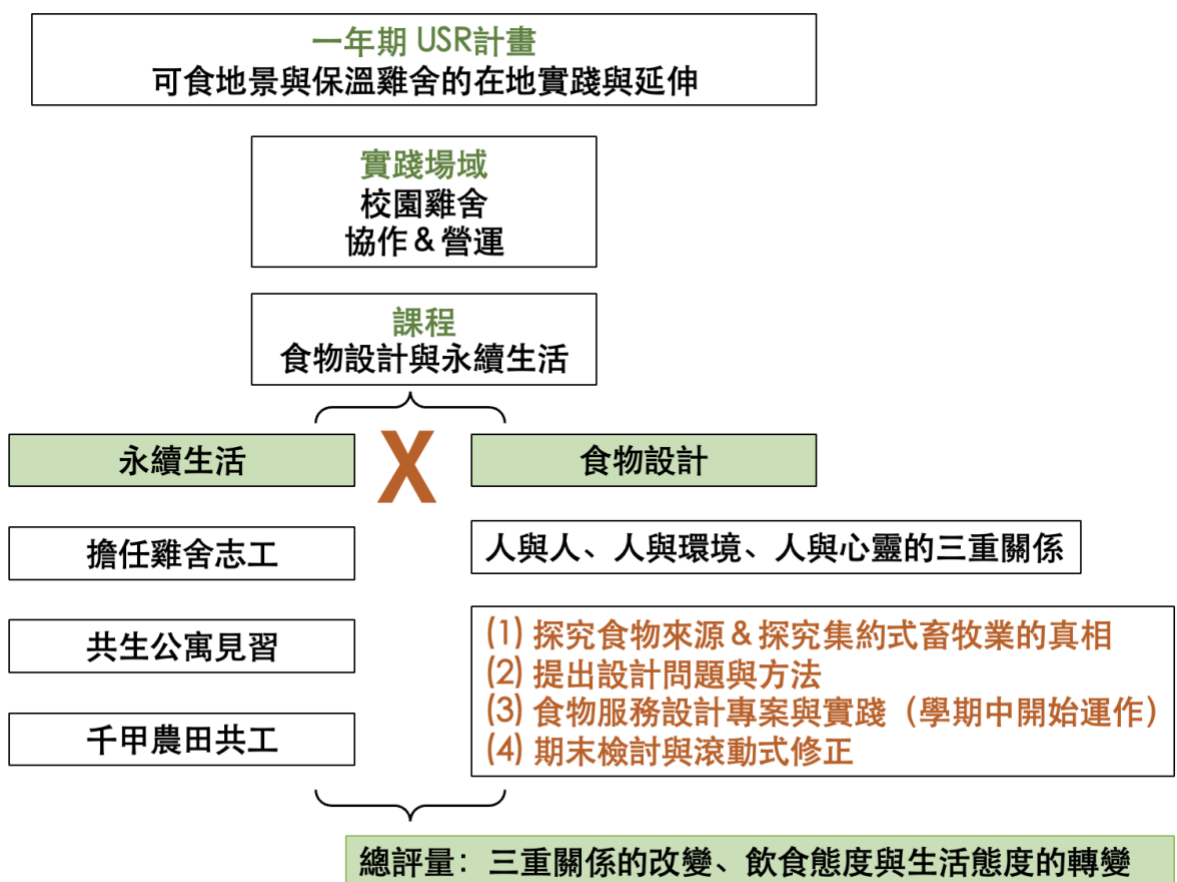 一年期 USR計畫
可食地景與保溫雞舍的在地實踐與延伸
實踐場域
校園雞舍
協作＆營運
課程
食物設計與永續生活
永續生活
X
食物設計
擔任雞舍志工
共生公寓見習
千甲農田共工
人與人、人與環境、人與心靈的三重關係
(1) 探究食物來源＆探究集約式畜牧業的真相
(2) 提出設計問題與方法
(3) 食物服務設計專案與實踐（學期中開始運作）
(4) 期末檢討與滾動式修正
總評量：三重關係的改變、飲食態度與生活態度的轉變